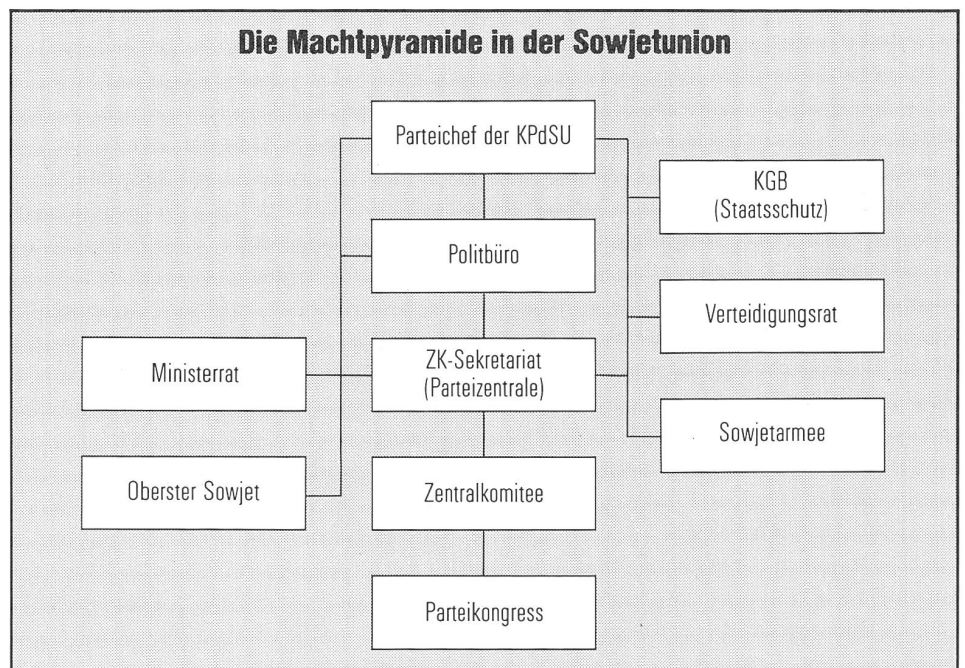 Die Machtpyramide in der Sowjetunion
Parteichef der KPdSU
KGB
(Staatsschutz)
Politbüro
Verteidigungsrat
Ministerrat
ZK-Sekretariat
(Parteizentrale)
Sowjetarmee
Oberster Sowjet
Zentralkomitee
Parteikongress